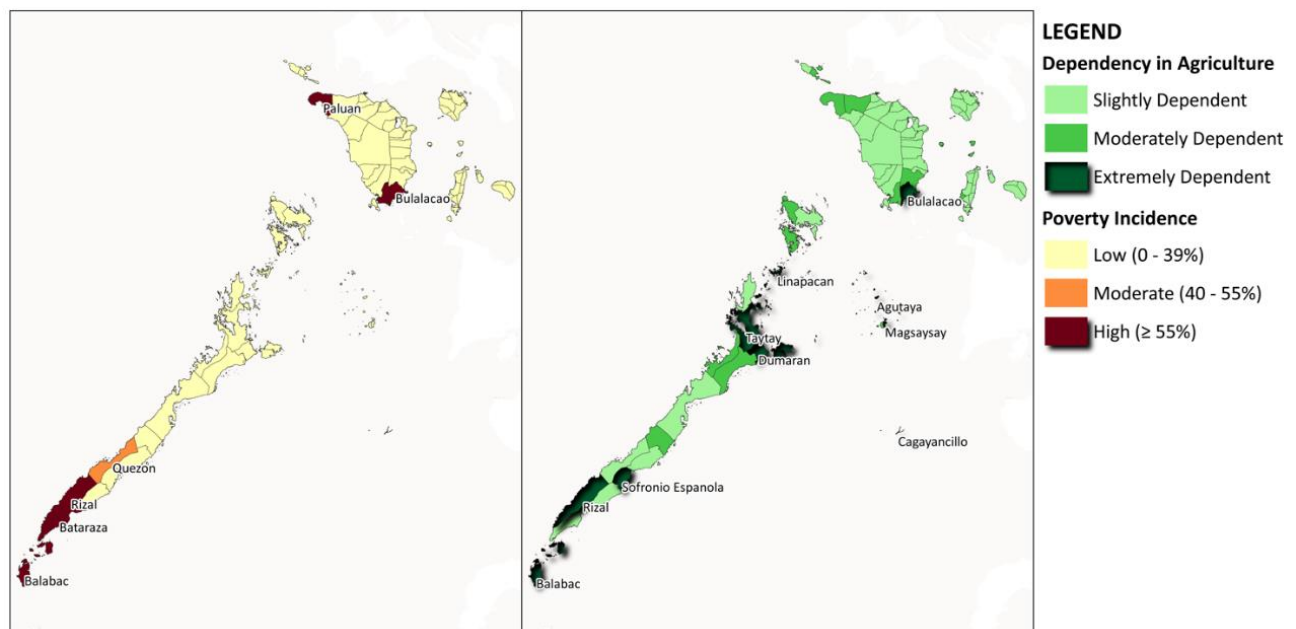 Paluan
Bulalacao
Quezon
Rizal
Bataraza
Balabac
Bulalacao
Linapacan
Agutaya
Magsaysay
Taytay
Dumaran
Cagayancillo
Sofronio Espanola
Rizal
Balabac
LEGEND
Dependency in Agriculture
Slightly Dependent
Moderately Dependent
Extremely Dependent
Poverty Incidence
Low (0 - 39%)
Moderate (40 - 55%)
High (≥ 55%)